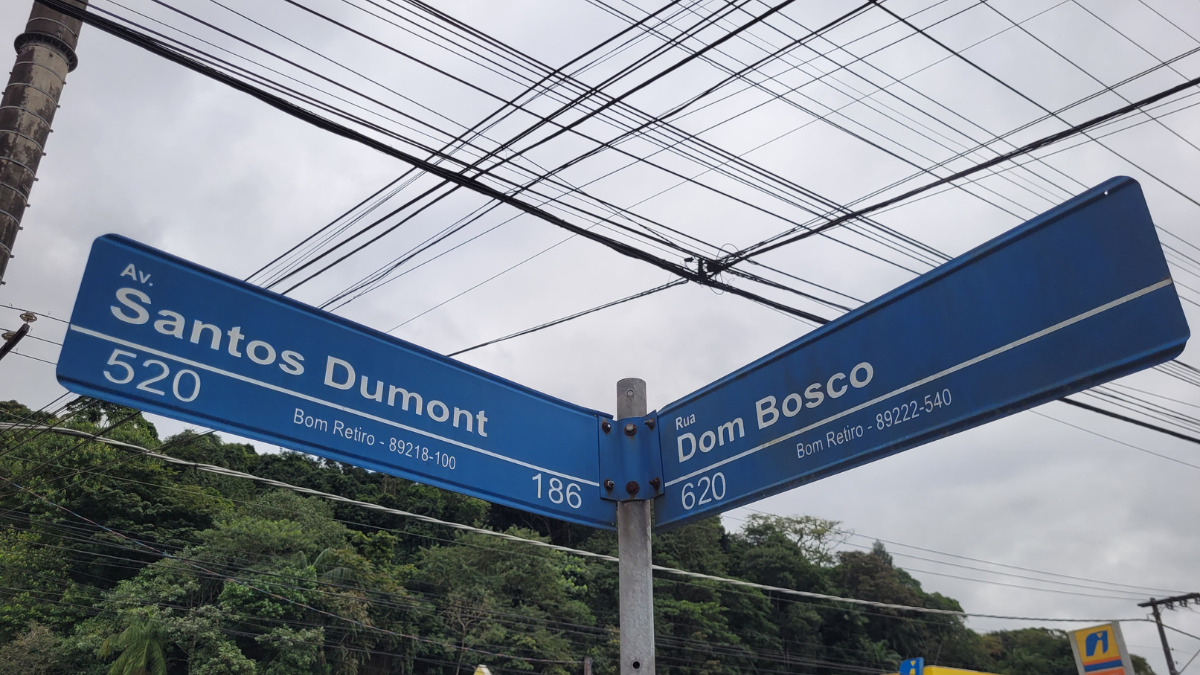 Av.
Santos Dumont
520
Bom Retiro - 89218-100
186
Rua
Dom Bosco
620
Bom Retiro - 89222-540